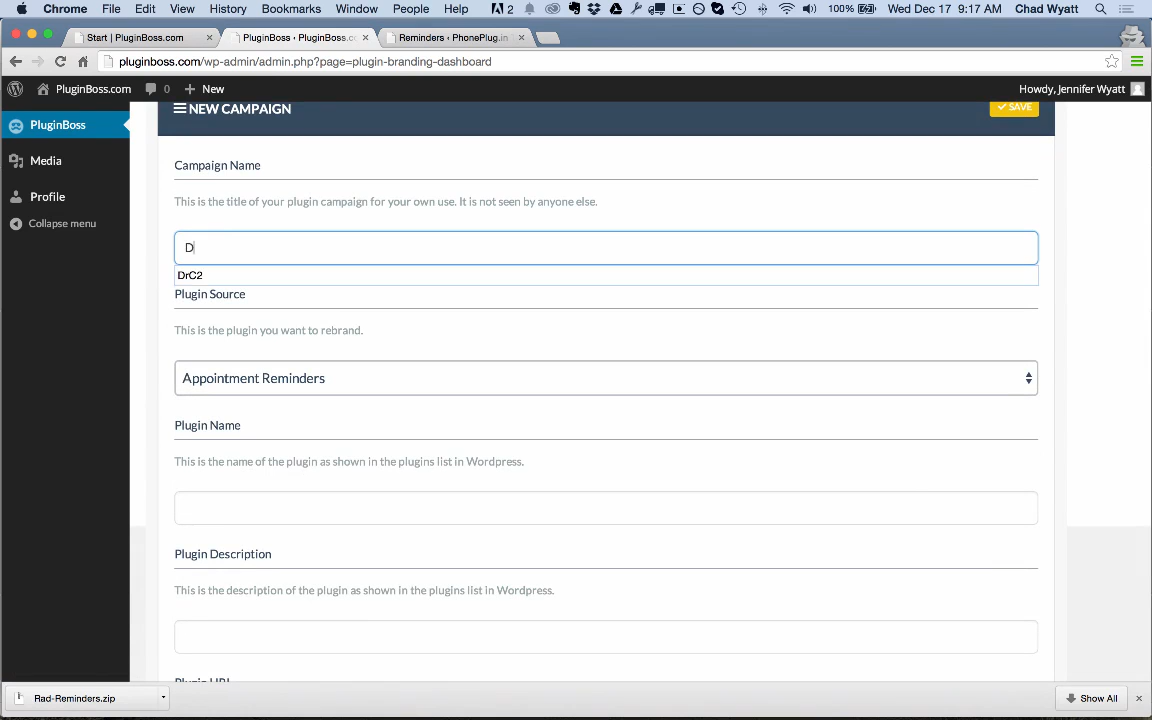 Chrome File Edit View History Bookmarks Window People Help 2 100% Wed Dec 17 9:17 AM Chad Wyatt
Start | PluginBoss.com × PluginBoss ‹ PluginBoss.co × Reminders ‹ PhonePlug.in ×
pluginboss.com/wp-admin/admin.php?page=plugin-branding-dashboard
PluginBoss.com 0 + New Howdy, Jennifer Wyatt
PluginBoss
Media
Profile
Collapse menu
NEW CAMPAIGN
SAVE
Campaign Name
This is the title of your plugin campaign for your own use. It is not seen by anyone else.
D
DrC2
Plugin Source
This is the plugin you want to rebrand.
Appointment Reminders
Plugin Name
This is the name of the plugin as shown in the plugins list in Wordpress.
Plugin Description
This is the description of the plugin as shown in the plugins list in Wordpress.
Plugin URL
Rad-Reminders.zip Show All ×